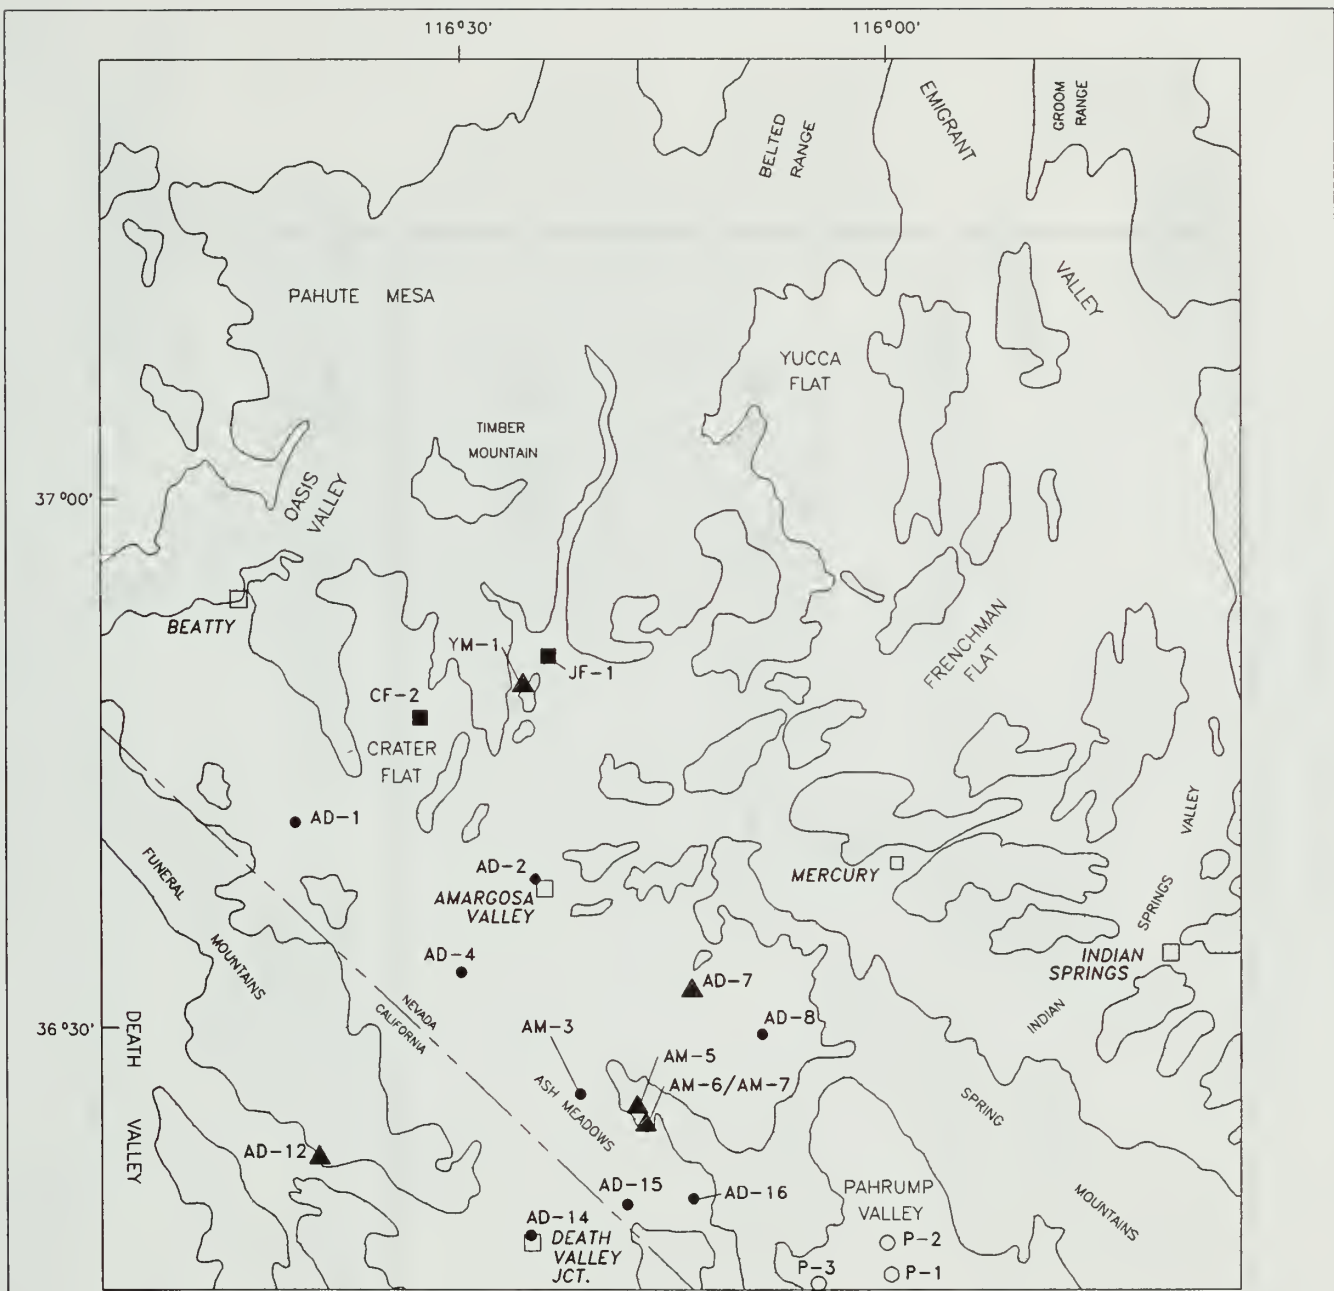 116°30'
116°00'
BELTED
RANGE
EMIGRANT
VALLEY
GROOM
RANGE
PAHUTE MESA
YUCCA
FLAT
TIMBER
MOUNTAIN
37°00'
OASIS
VALLEY
BEATTY
YM-1
JF-1
FRENCHMAN
FLAT
CF-2
CRATER
FLAT
AD-1
AD-2
AMARGOSA
VALLEY
MERCURY
INDIAN
SPRINGS
VALLEY
INDIAN
SPRINGS
FUNERAL
MOUNTAINS
AD-4
NEVADA
CALIFORNIA
AD-7
AD-8
36°30'
DEATH
VALLEY
AM-3
AM-5
AM-6/AM-7
ASH MEADOWS
SPRING
MOUNTAINS
AD-12
AD-15
AD-16
PAHRUMP
VALLEY
AD-14
DEATH
VALLEY
JCT.
P-2
P-3
P-1